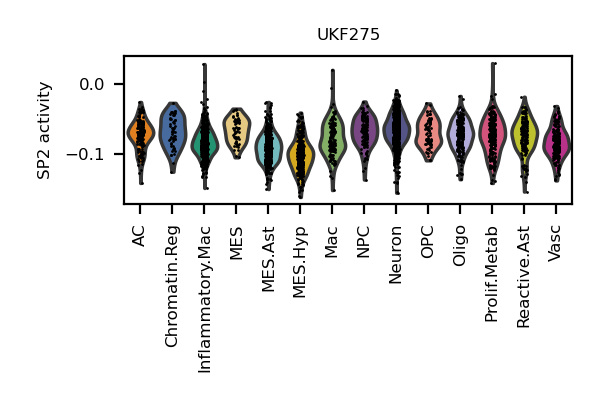 UKF275
SP2 activity
0.0
−0.1
AC
Chromatin.Reg
Inflammatory.Mac
MES
MES.Ast
MES.Hyp
Mac
NPC
Neuron
OPC
Oligo
Prolif.Metab
Reactive.Ast
Vasc